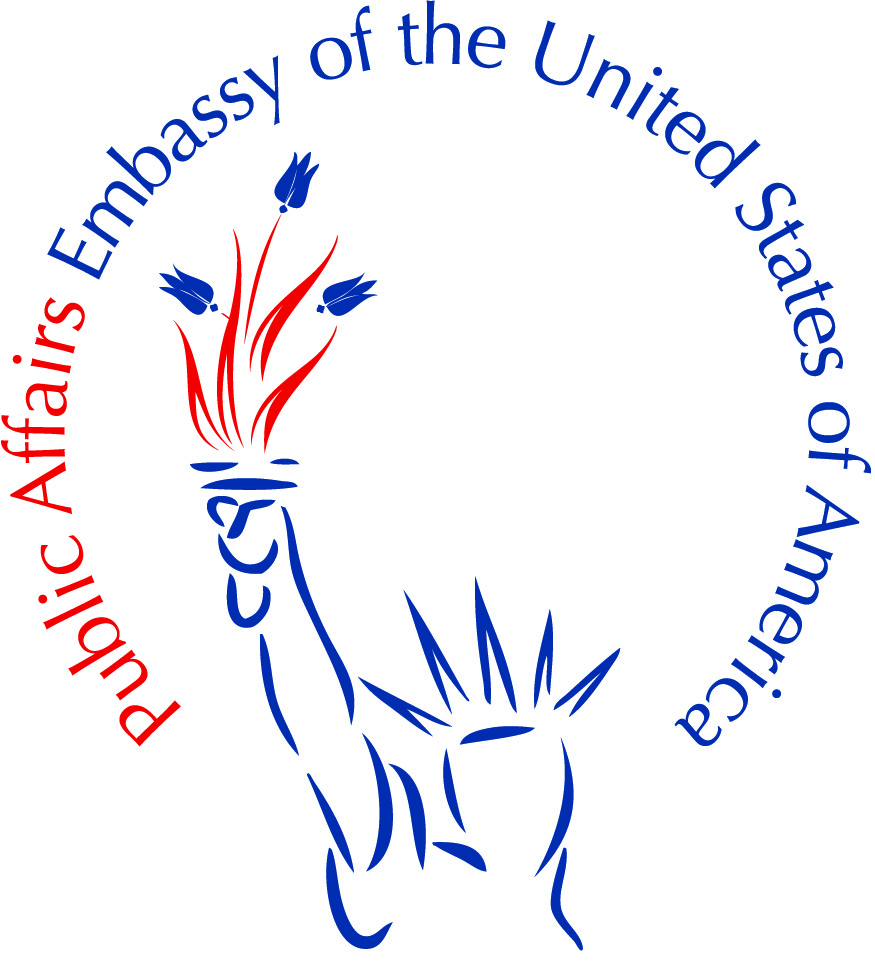 Public Affairs Embassy of the United States of America